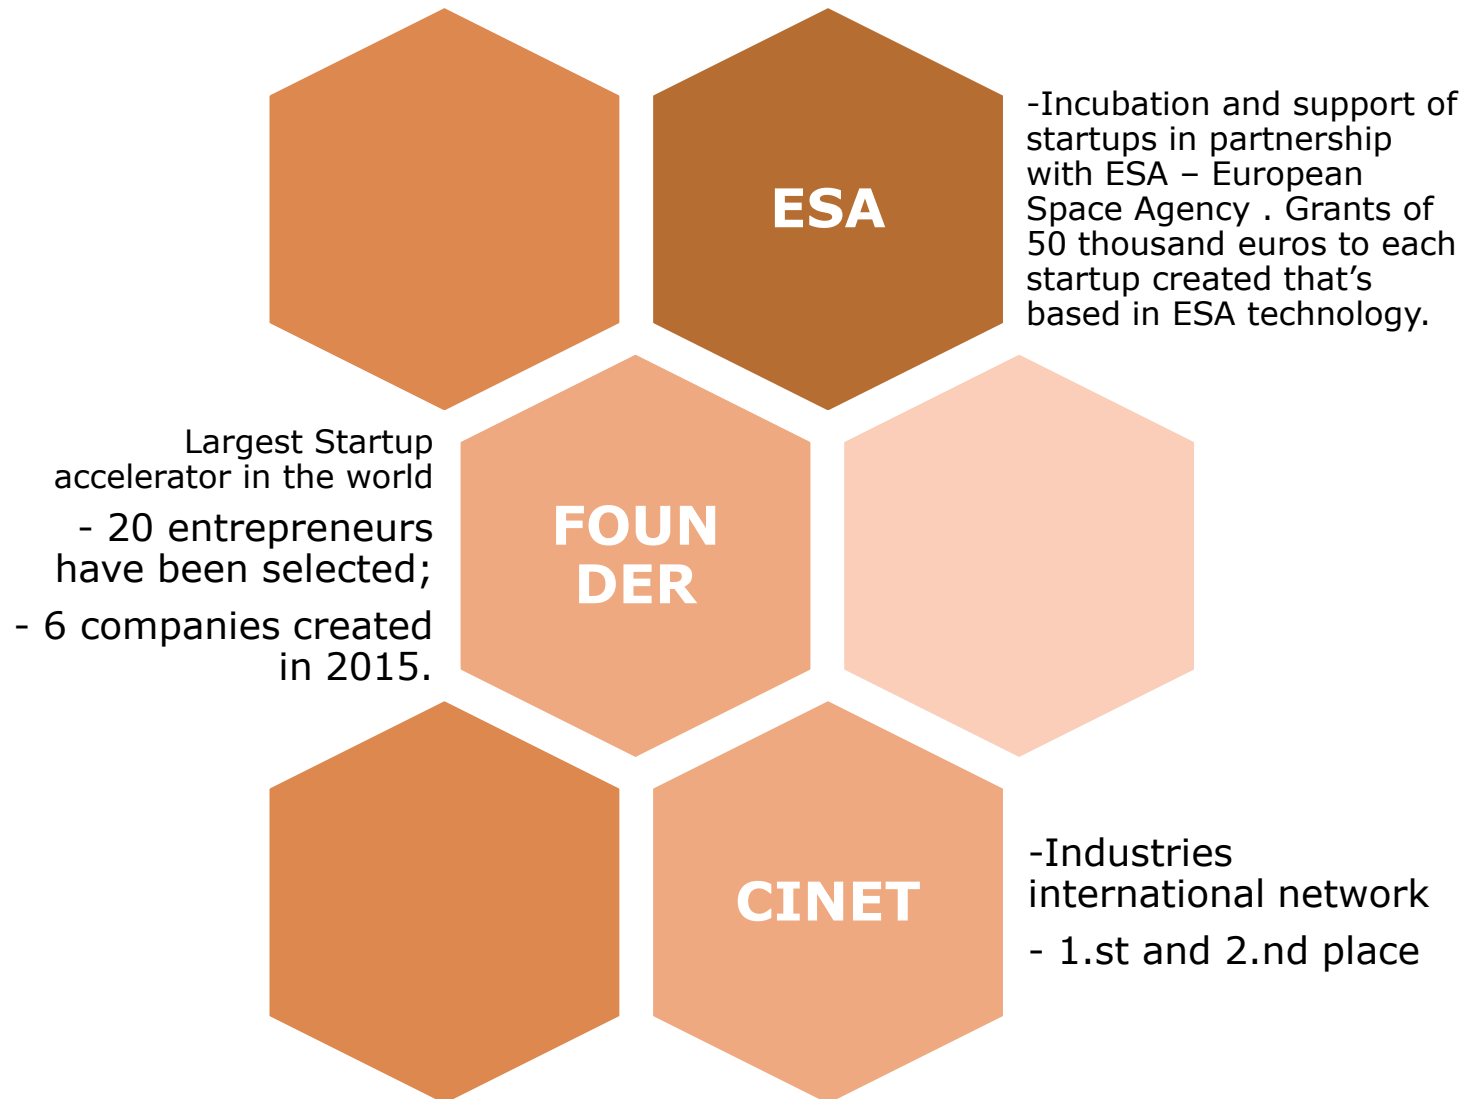 ESA
-Incubation and support of
startups in partnership
with ESA – European
Space Agency . Grants of
50 thousand euros to each
startup created that’s
based in ESA technology.
Largest Startup
accelerator in the world
- 20 entrepreneurs
have been selected;
- 6 companies created
in 2015.
FOUN
DER
CINET
-Industries
international network
- 1.st and 2.nd place